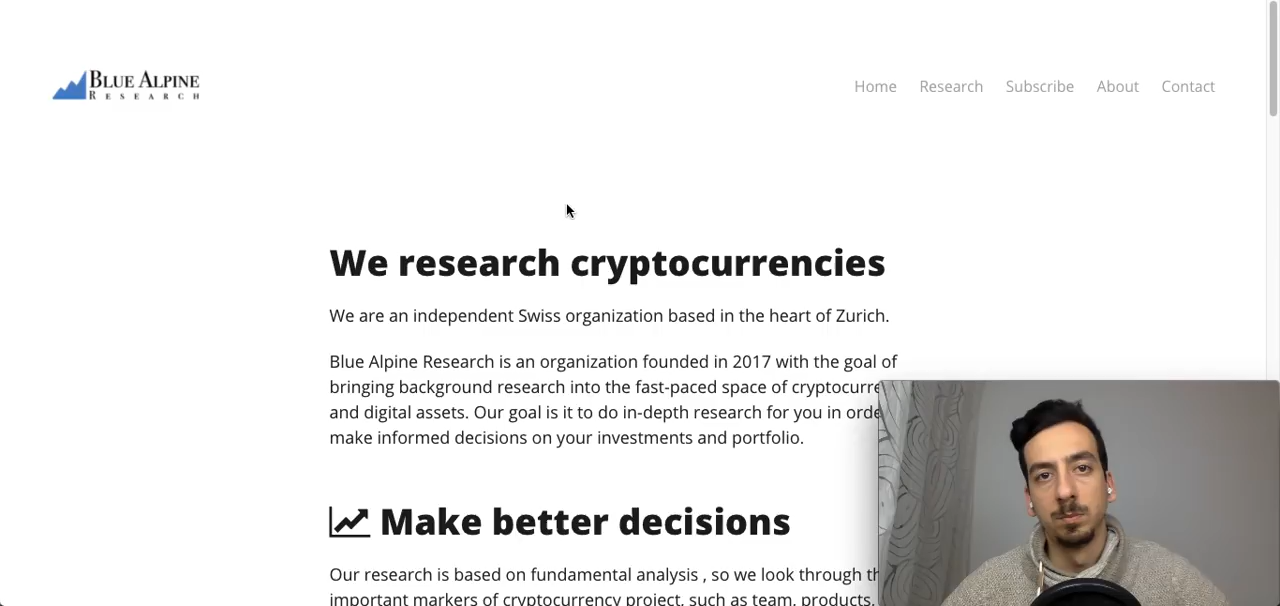 BLUE ALPINE
RESEARCH
Home Research Subscribe About Contact
We research cryptocurrencies
We are an independent Swiss organization based in the heart of Zurich.
Blue Alpine Research is an organization founded in 2017 with the goal of
bringing background research into the fast-paced space of cryptocurre
and digital assets. Our goal is it to do in-depth research for you in orde
make informed decisions on your investments and portfolio.
Make better decisions
Our research is based on fundamental analysis , so we look through th
important markers of cryptocurrency project, such as team, products,